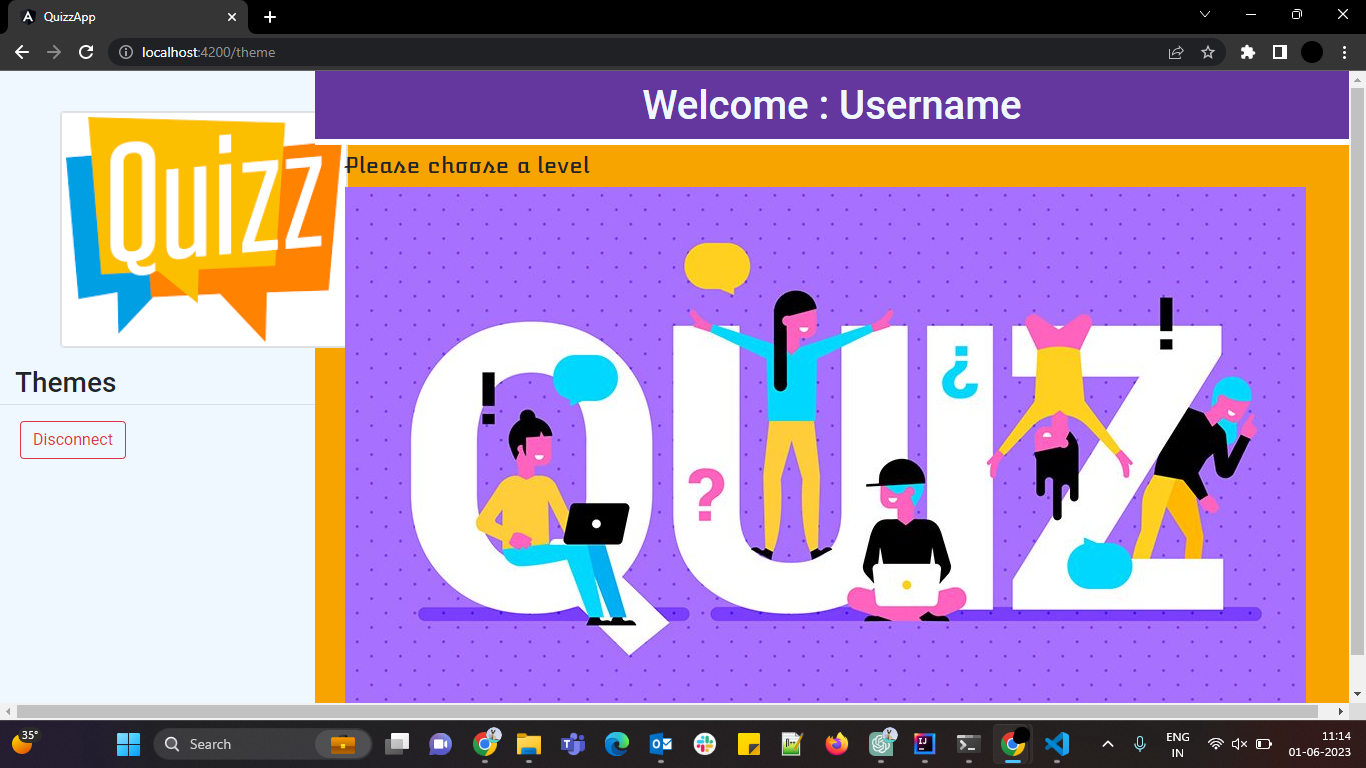 QuizzApp
localhost:4200/theme
Welcome : Username
Quizz
Please choose a level
QUIZ
!
!
¿
?
Themes
Disconnect
35°
Search
ENG
IN
11:14
01-06-2023